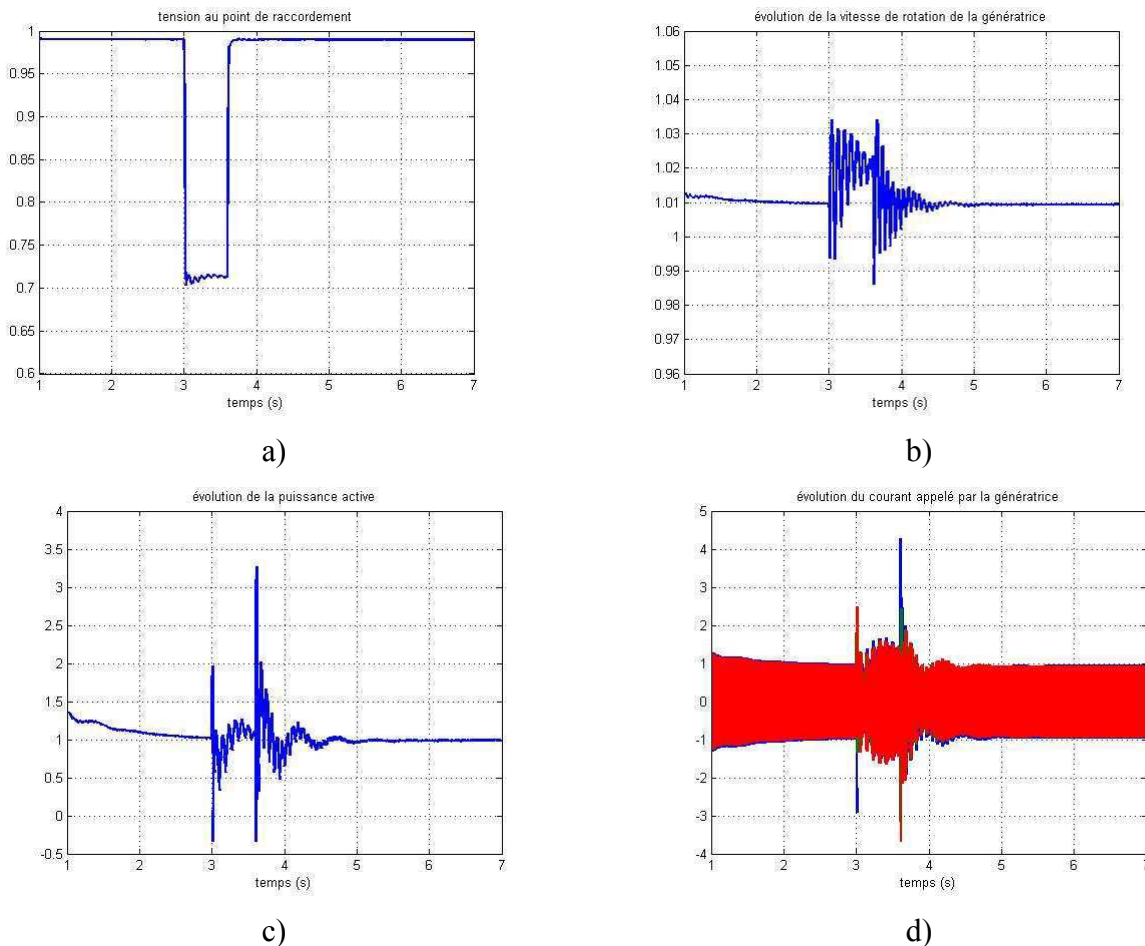 tension au point de raccordement
1
0.95
0.9
0.85
0.8
0.75
0.7
0.65
0.6
1 2 3 4 5 6 7
temps (s)
a)
évolution de la vitesse de rotation de la génératrice
1.06
1.05
1.04
1.03
1.02
1.01
1
0.99
0.98
0.97
0.96
1 2 3 4 5 6 7
temps (s)
b)
évolution de la puissance active
4
3.5
3
2.5
2
1.5
1
0.5
0
-0.5
1 2 3 4 5 6 7
temps (s)
c)
évolution du courant appelé par la génératrice
5
4
3
2
1
0
-1
-2
-3
-4
1 2 3 4 5 6 7
temps (s)
d)